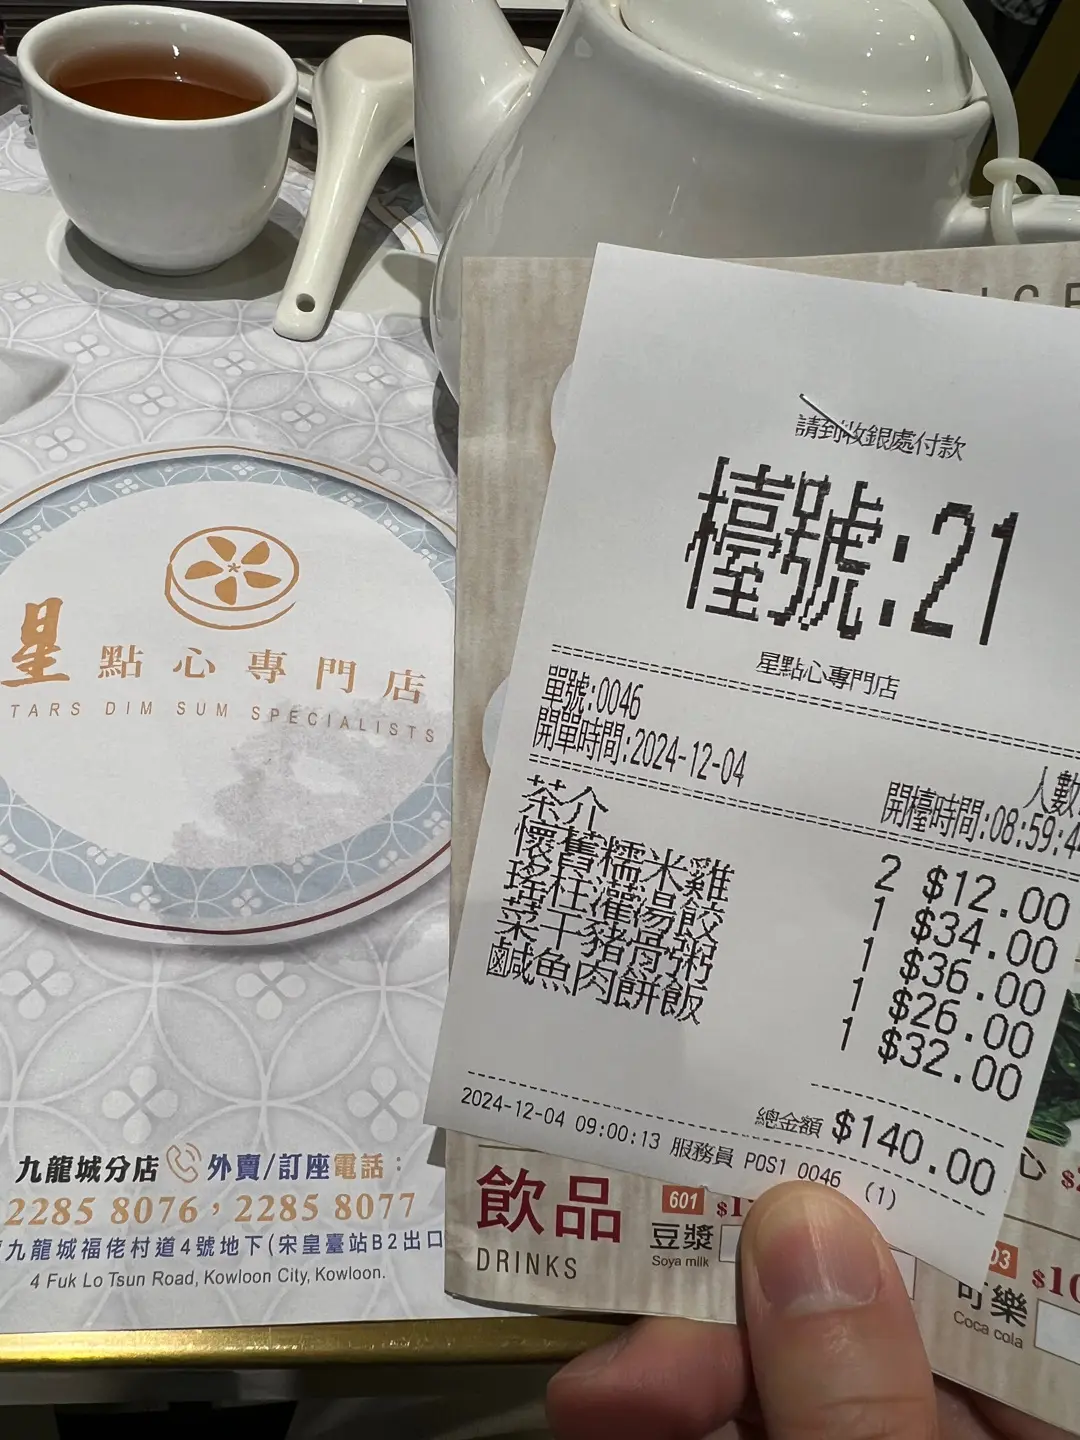 請到收銀處付款
檯號:21
星點心專門店
單號:0046
人數
開單時間:2024-12-04
開檯時間:08:59:4
茶介 2 $12.00
懷舊糯米雞 1 $34.00
瑤柱灌湯餃 1 $36.00
菜干豬骨粥 1 $26.00
鹹魚肉餅飯 1 $32.00
總金額 $140.00
2024-12-04 09:00:13 服務員 POS1 0046 (1)
星點心專門店
TARS DIM SUM SPECIALISTS
九龍城分店 外賣/訂座電話：
2285 8076，2285 8077
九龍城福佬村道4號地下(宋皇臺站B2出口
4 Fuk Lo Tsun Road, Kowloon City, Kowloon.
飲品
DRINKS
601
豆漿
Soya milk
可樂
Coca cola